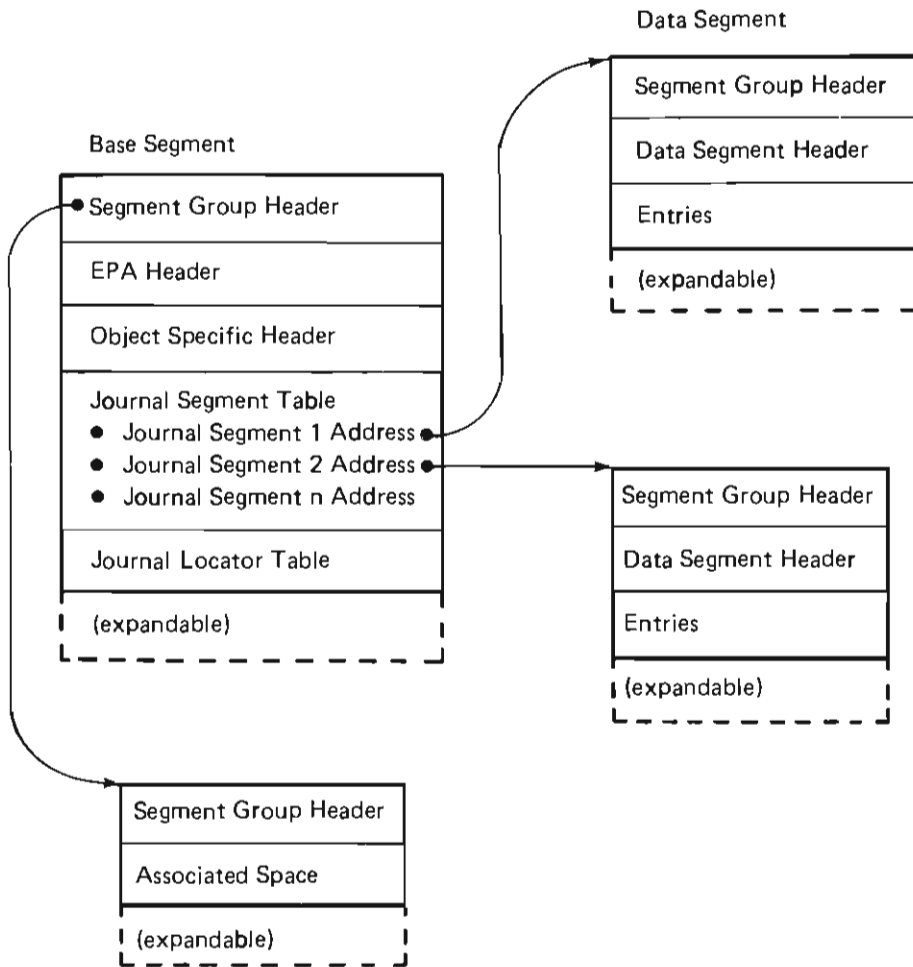 Data Segment
Segment Group Header
Data Segment Header
Entries
(expandable)
Base Segment
Segment Group Header
EPA Header
Object Specific Header
Journal Segment Table
● Journal Segment 1 Address
● Journal Segment 2 Address
● Journal Segment n Address
Journal Locator Table
(expandable)
Segment Group Header
Data Segment Header
Entries
(expandable)
Segment Group Header
Associated Space
(expandable)